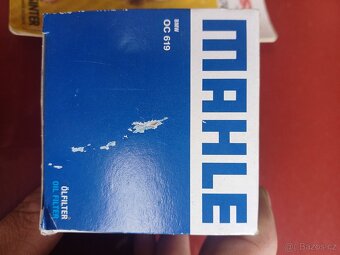 MAHLE
BMW
OC 619
ÖLFILTER
OIL FILTER